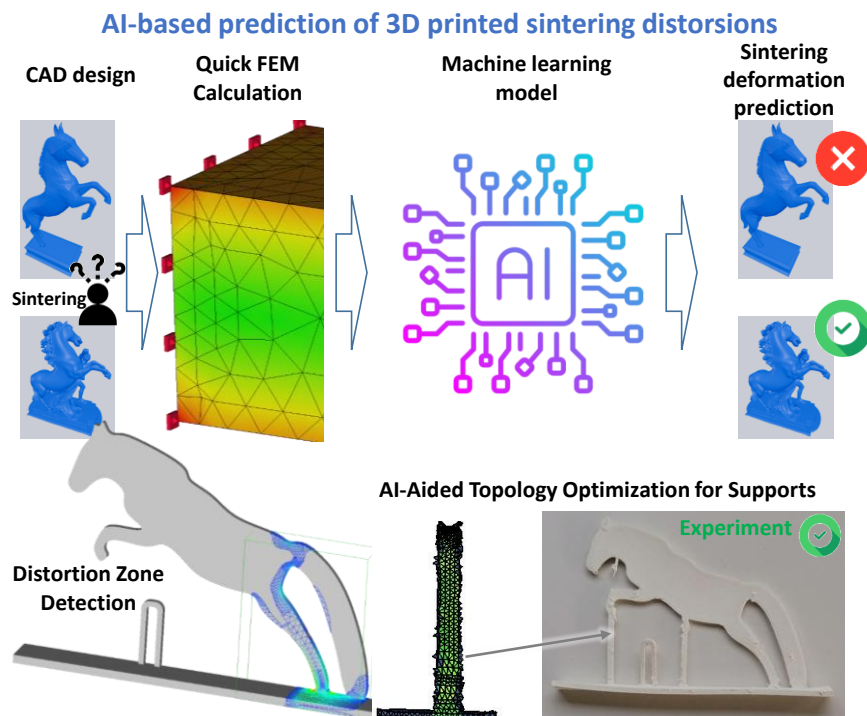 AI-based prediction of 3D printed sintering distorsions
CAD design
Quick FEM
Calculation
Machine learning
model
Sintering
deformation
prediction
? ? ?
Sintering
AI
AI-Aided Topology Optimization for Supports
Experiment
Distortion Zone
Detection